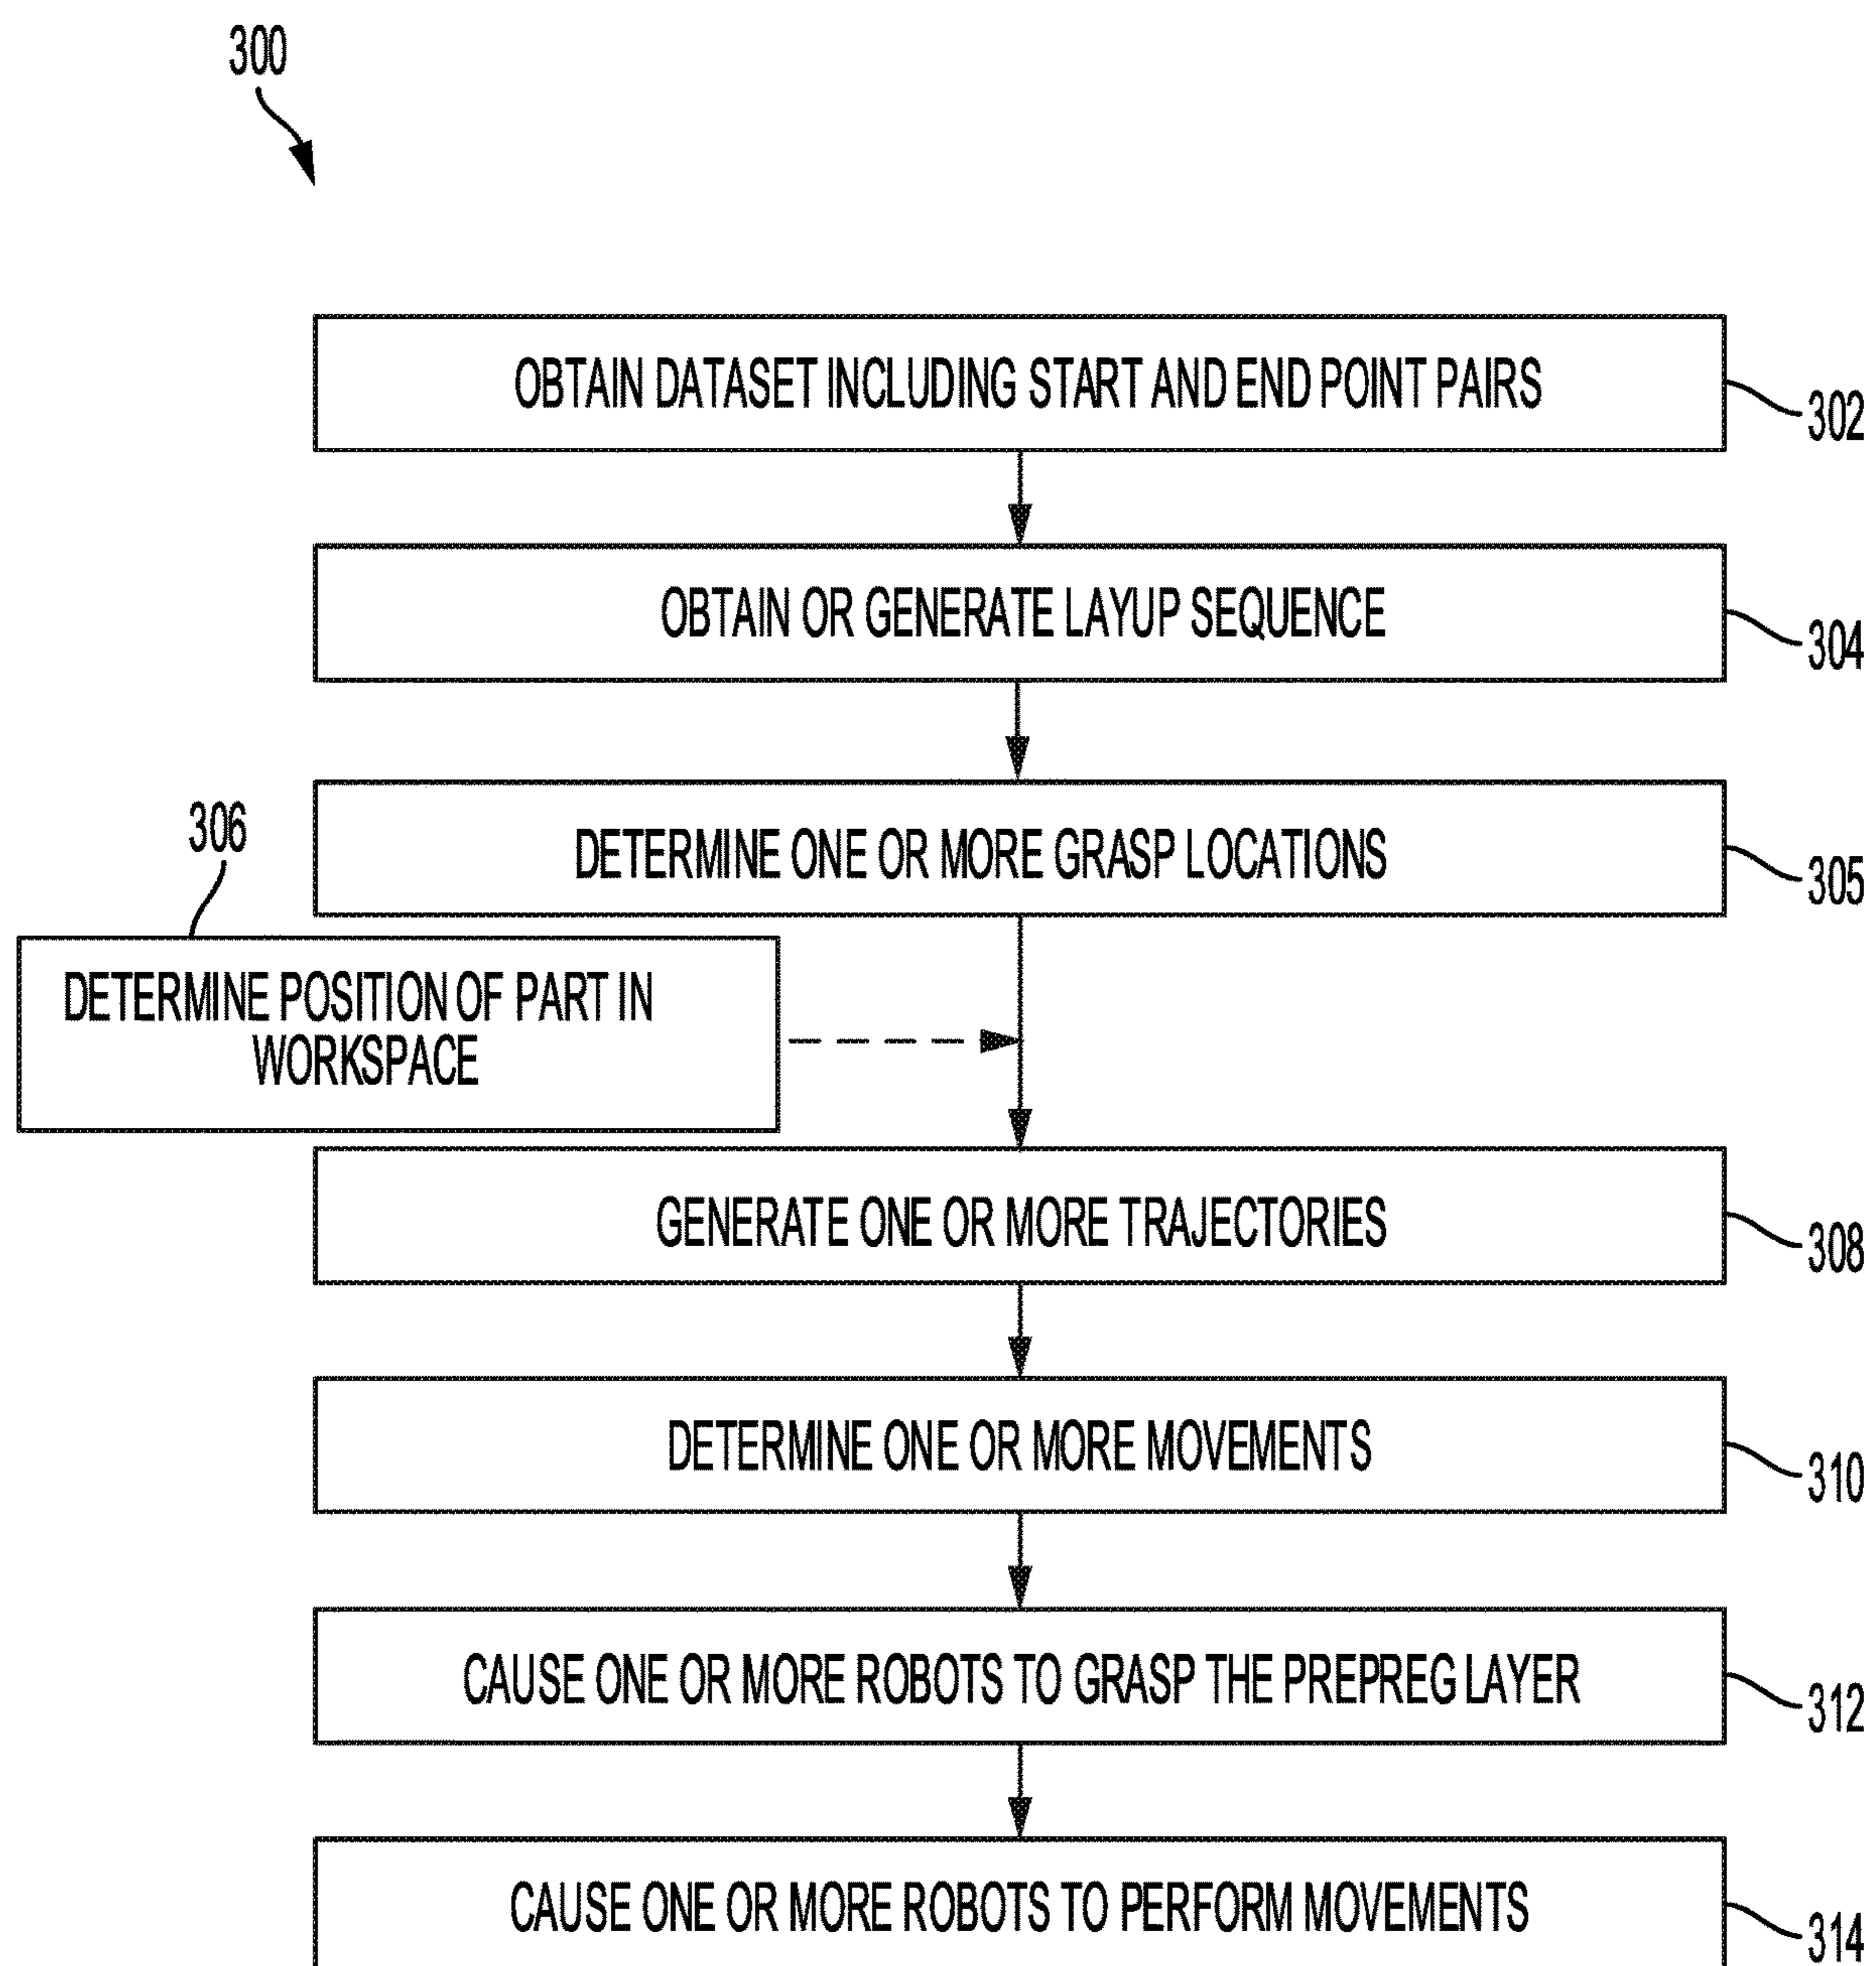 300
OBTAIN DATASET INCLUDING START AND END POINT PAIRS
302
OBTAIN OR GENERATE LAYUP SEQUENCE
304
DETERMINE ONE OR MORE GRASP LOCATIONS
305
306
DETERMINE POSITION OF PART IN
WORKSPACE
GENERATE ONE OR MORE TRAJECTORIES
308
DETERMINE ONE OR MORE MOVEMENTS
310
CAUSE ONE OR MORE ROBOTS TO GRASP THE PREPREG LAYER
312
CAUSE ONE OR MORE ROBOTS TO PERFORM MOVEMENTS
314